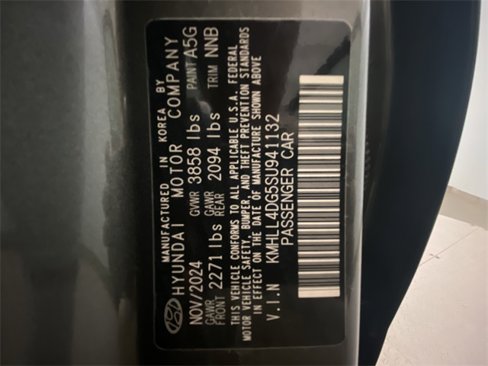 MANUFACTURED IN KOREA BY
HYUNDAI MOTOR COMPANY
NOV/2024 GVWR 3858 lbs PAINT A5G
GAWR FRONT 2271 lbs GAWR REAR 2094 lbs TRIM NNB
THIS VEHICLE CONFORMS TO ALL APPLICABLE U.S.A. FEDERAL
MOTOR VEHICLE SAFETY, BUMPER, AND THEFT PREVENTION STANDARDS
IN EFFECT ON THE DATE OF MANUFACTURE SHOWN ABOVE
V.I.N KMHLL4DG5SU941132
PASSENGER CAR